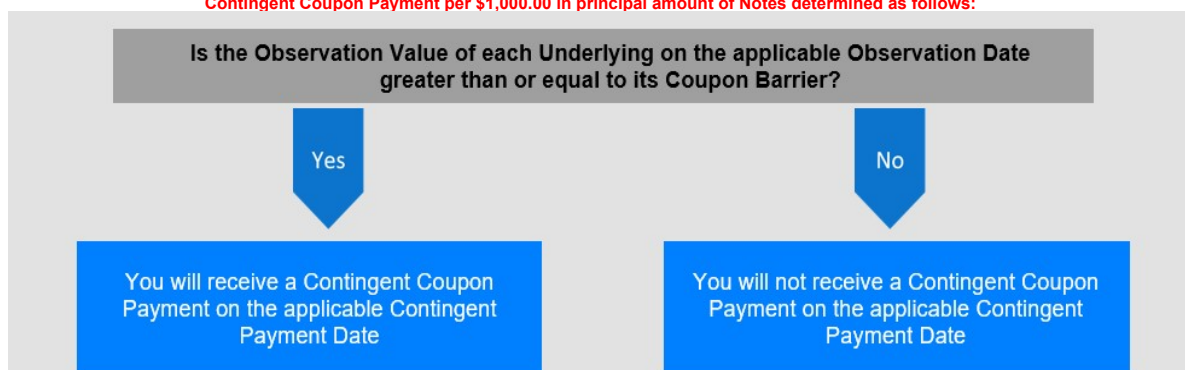 Contingent Coupon Payment per $1,000.00 in principal amount of Notes determined as follows:
Is the Observation Value of each Underlying on the applicable Observation Date
greater than or equal to its Coupon Barrier?
Yes
No
You will receive a Contingent Coupon
Payment on the applicable Contingent
Payment Date
You will not receive a Contingent Coupon
Payment on the applicable Contingent
Payment Date